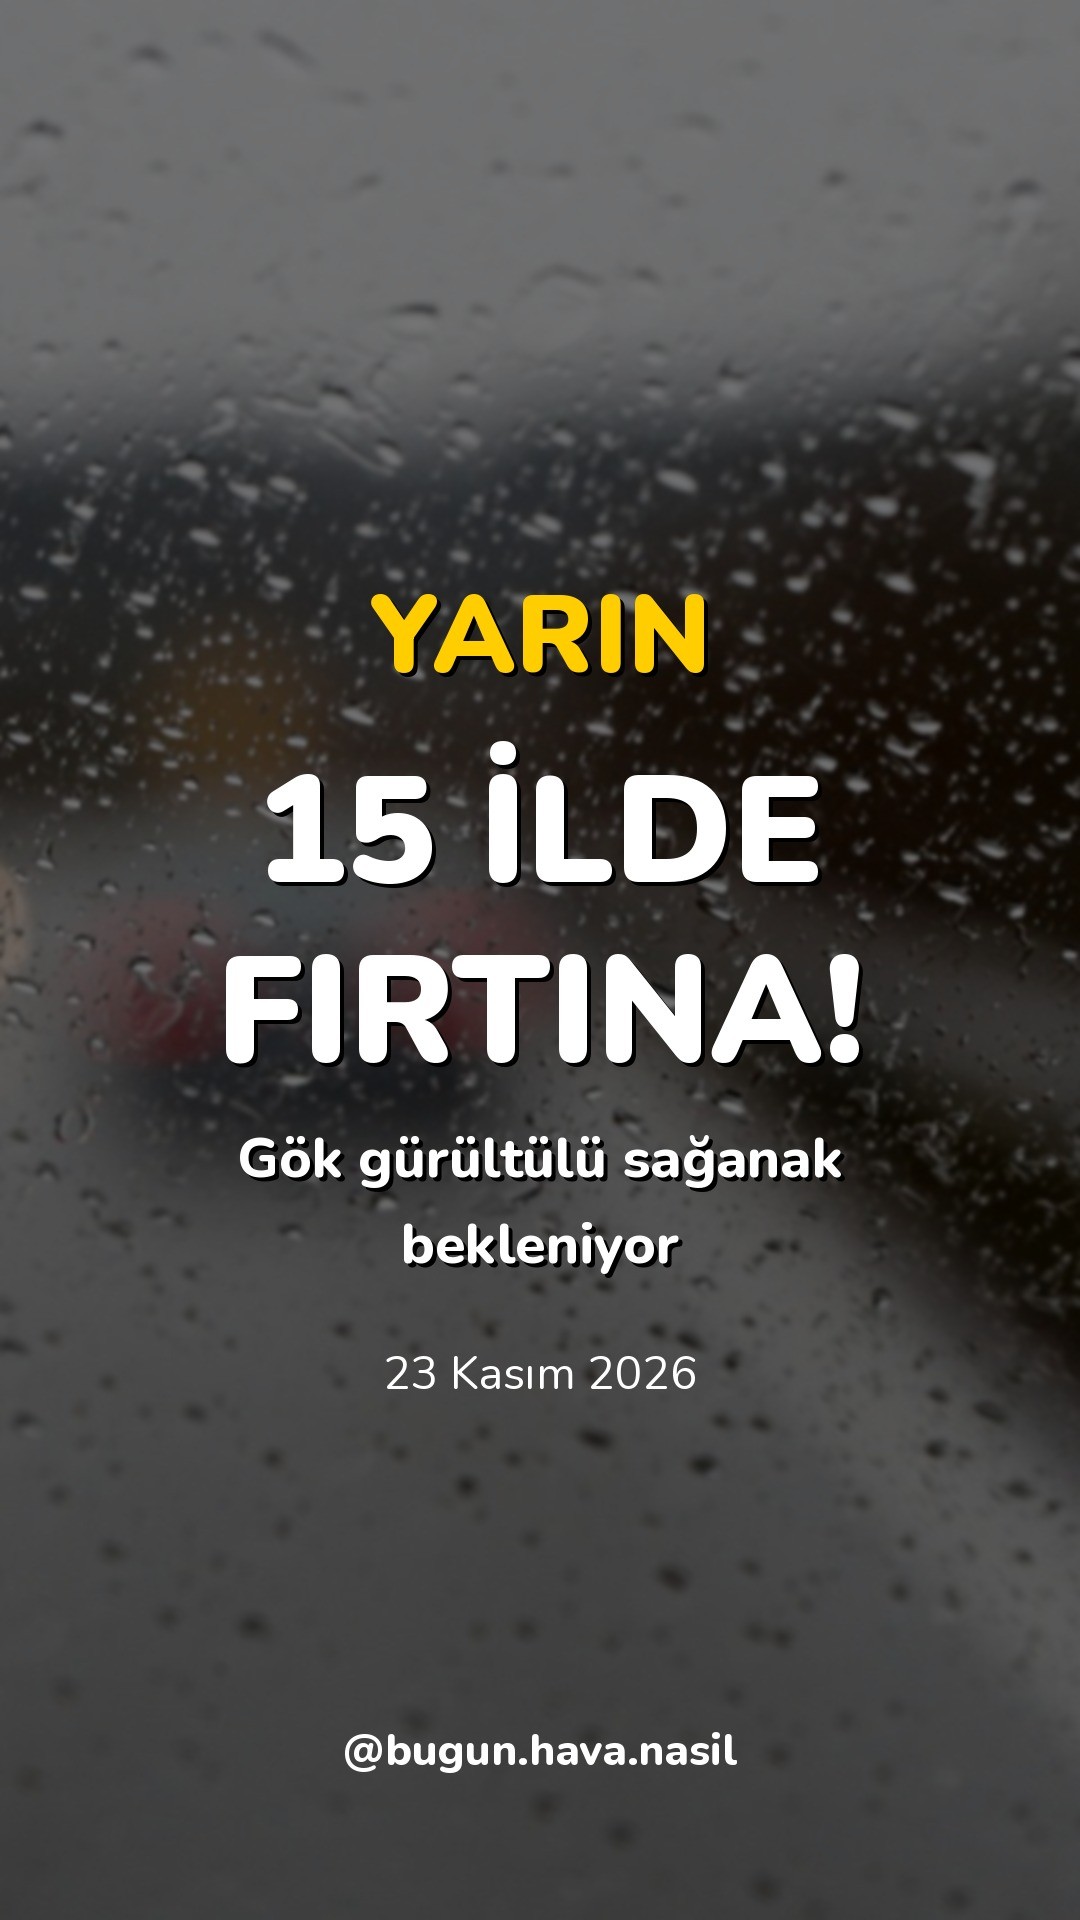 YARIN
15 İLDE
FIRTINA!
Gök gürültülü sağanak
bekleniyor
23 Kasım 2026
@bugun.hava.nasil